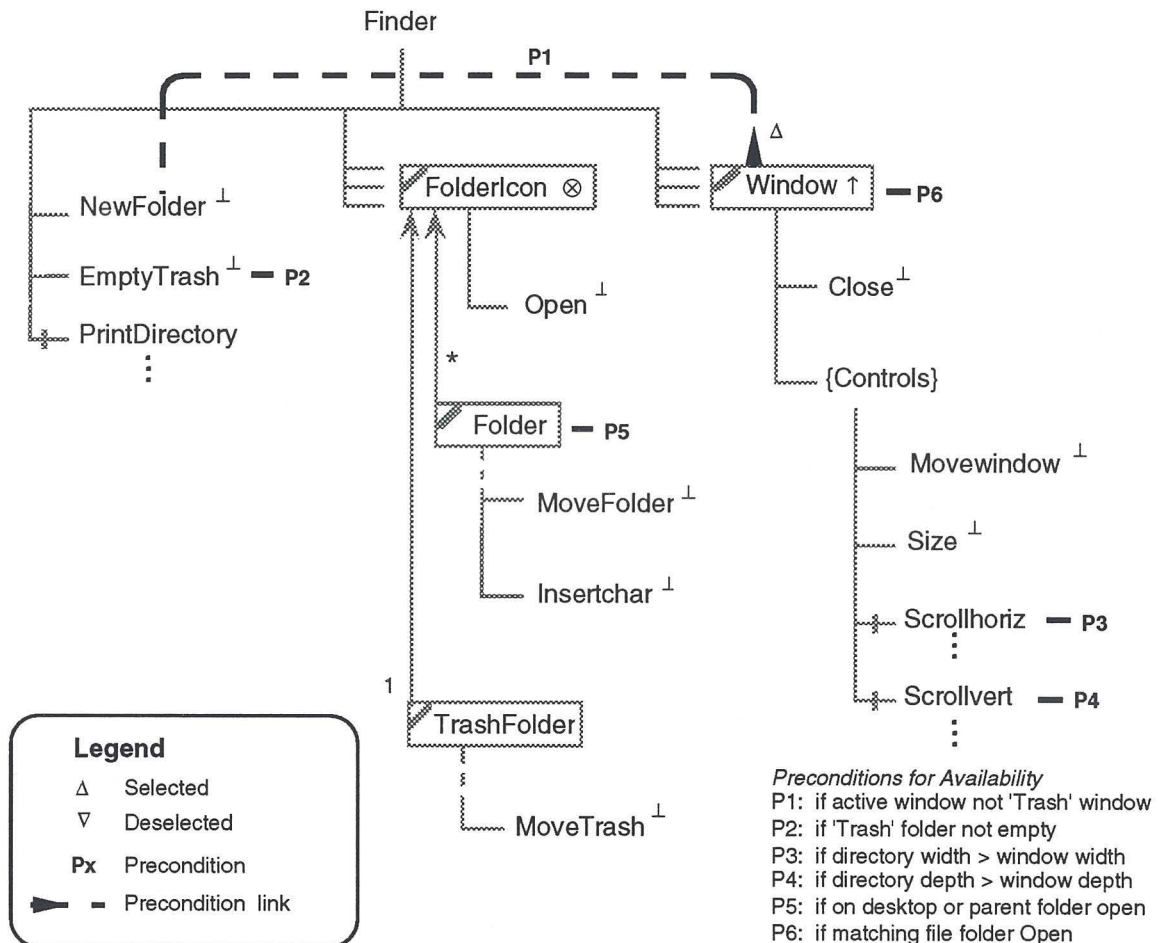 Finder
P1
Δ
NewFolder ⊥
EmptyTrash ⊥ P2
PrintDirectory
FolderIcon ⊗
Open ⊥
*
Folder P5
MoveFolder ⊥
Insertchar ⊥
1
TrashFolder
MoveTrash ⊥
Window ↑ P6
Close ⊥
{Controls}
Movewindow ⊥
Size ⊥
Scrollhoriz P3
Scrollvert P4
Legend
Δ Selected
∇ Deselected
Px Precondition
Precondition link
Preconditions for Availability
P1: if active window not 'Trash' window
P2: if 'Trash' folder not empty
P3: if directory width > window width
P4: if directory depth > window depth
P5: if on desktop or parent folder open
P6: if matching file folder Open